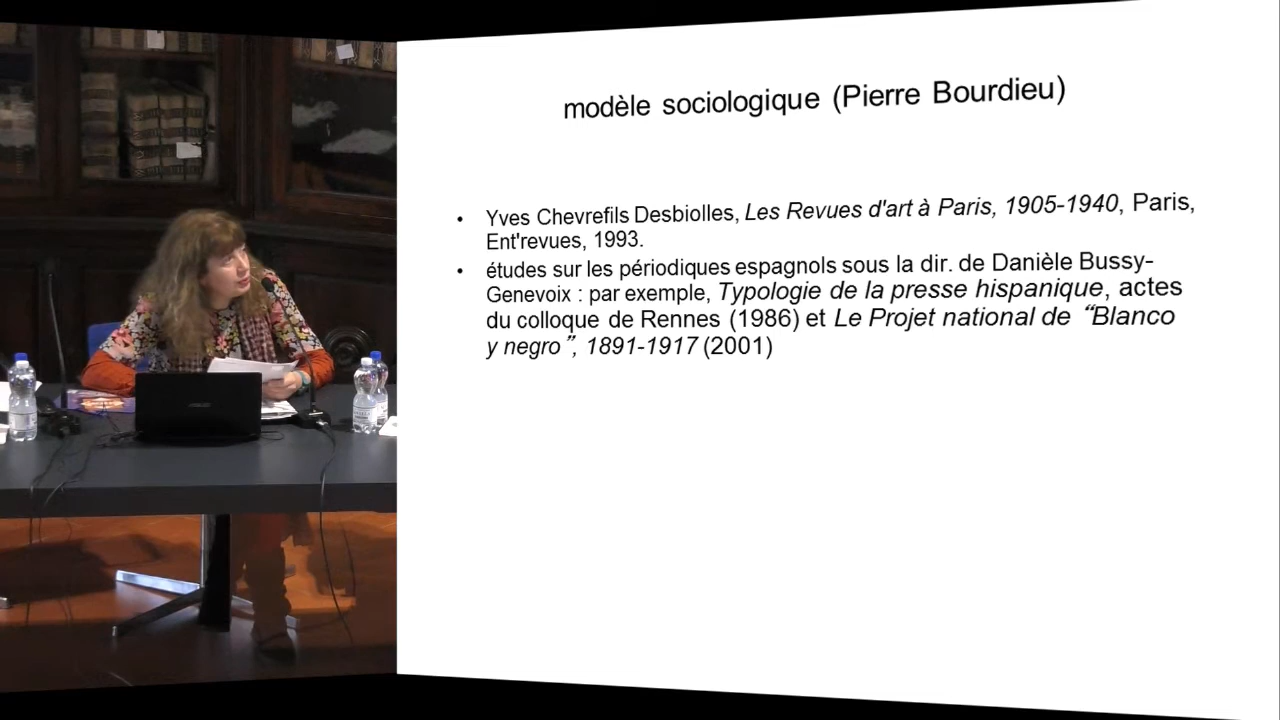 modèle sociologique (Pierre Bourdieu)
• Yves Chevrefils Desbiolles, Les Revues d'art à Paris, 1905-1940, Paris,
Ent'revues, 1993.
• études sur les périodiques espagnols sous la dir. de Danièle Bussy-
Genevoix : par exemple, Typologie de la presse hispanique, actes
du colloque de Rennes (1986) et Le Projet national de “Blanco
y negro”, 1891-1917 (2001)